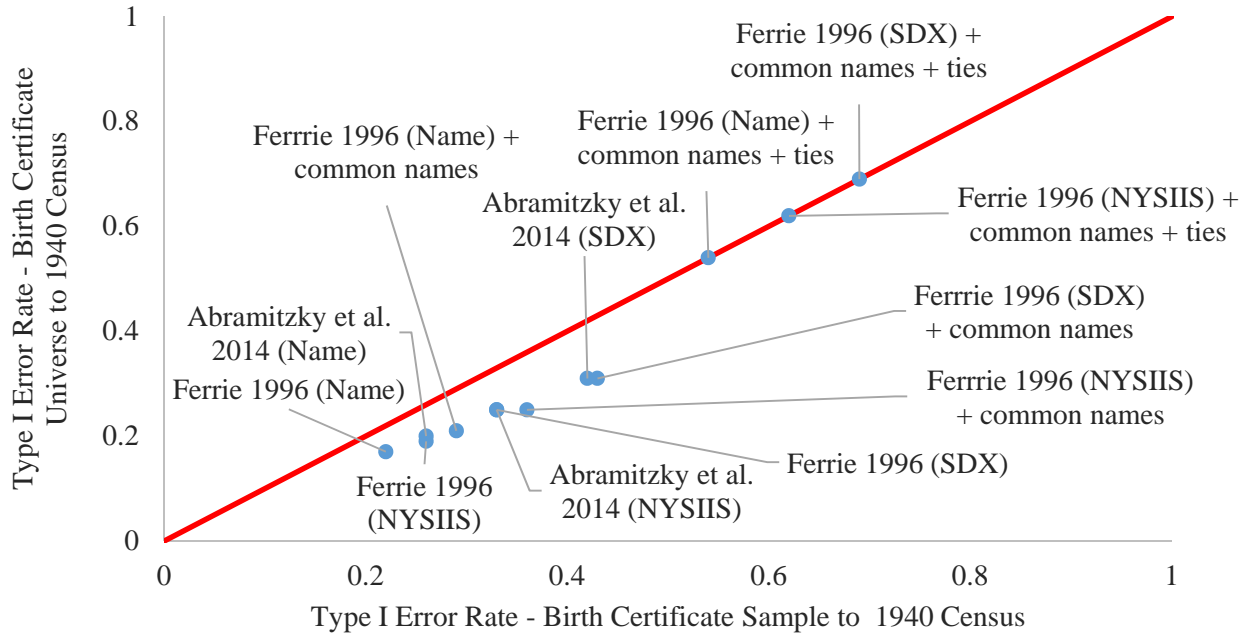 1
0.8
0.6
0.4
0.2
0
Type I Error Rate - Birth Certificate
Universe to 1940 Census
Ferrie 1996 (SDX) +
common names + ties
Ferrrie 1996 (Name) +
common names
Ferrie 1996 (Name) +
common names + ties
Abramitzky et al.
2014 (SDX)
Ferrie 1996 (NYSIIS) +
common names + ties
Ferrrie 1996 (SDX)
+ common names
Abramitzky et al.
2014 (Name)
Ferrie 1996 (Name)
Ferrrie 1996 (NYSIIS)
+ common names
Ferrie 1996 (SDX)
Ferrie 1996
(NYSIIS)
Abramitzky et al.
2014 (NYSIIS)
0 0.2 0.4 0.6 0.8 1
Type I Error Rate - Birth Certificate Sample to 1940 Census